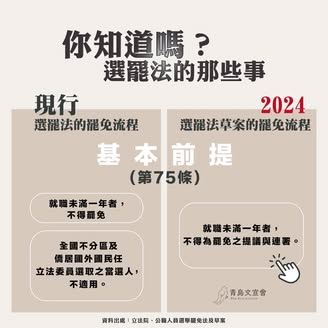 你知道嗎？
選罷法的那些事
現行
選罷法的罷免流程
2024
選罷法草案的罷免流程
基本前提
(第75條)
就職未滿一年者，
不得罷免
全國不分區及
僑居國外國民任
立法委員選取之當選人，
不適用。
就職未滿一年者，
不得為罷免之提議與連署。
青鳥文宣會
資料出處：立法院、公職人員選舉罷免法及草案